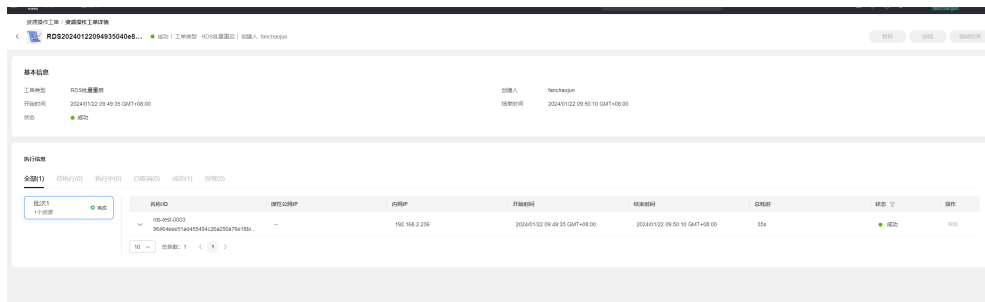 fanchaojun
资源操作工单 / 资源操作工单详情
RDS20240122094935040e8... 成功 | 工单类型 RDS批量重启 | 创建人 fanchaojun
基本信息
工单类型 RDS批量重启 创建人 fanchaojun
开始时间 2024/01/22 09:49:35 GMT+08:00 结束时间 2024/01/22 09:50:10 GMT+08:00
状态 成功
执行信息
全部(1) 待执行(0) 执行中(0) 已取消(0) 成功(1) 异常(0)
批次1 完成
1个资源
名称/ID 弹性公网IP 内网IP 开始时间 结束时间 总耗时 状态 操作
rds-test-0003
96464eee51ad455494c26a250a76e18bi... -- 192.168.2.236 2024/01/22 09:49:35 GMT+08:00 2024/01/22 09:50:10 GMT+08:00 35s 成功
10 总条数: 1 < 1 >